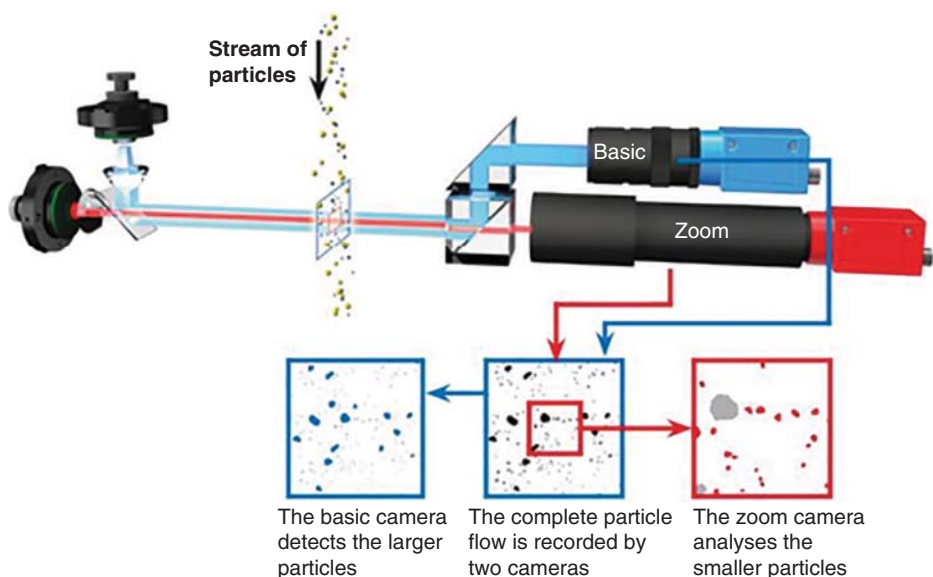 Stream of
particles
Basic
Zoom
The basic camera
detects the larger
particles
The complete particle
flow is recorded by
two cameras
The zoom camera
analyses the
smaller particles